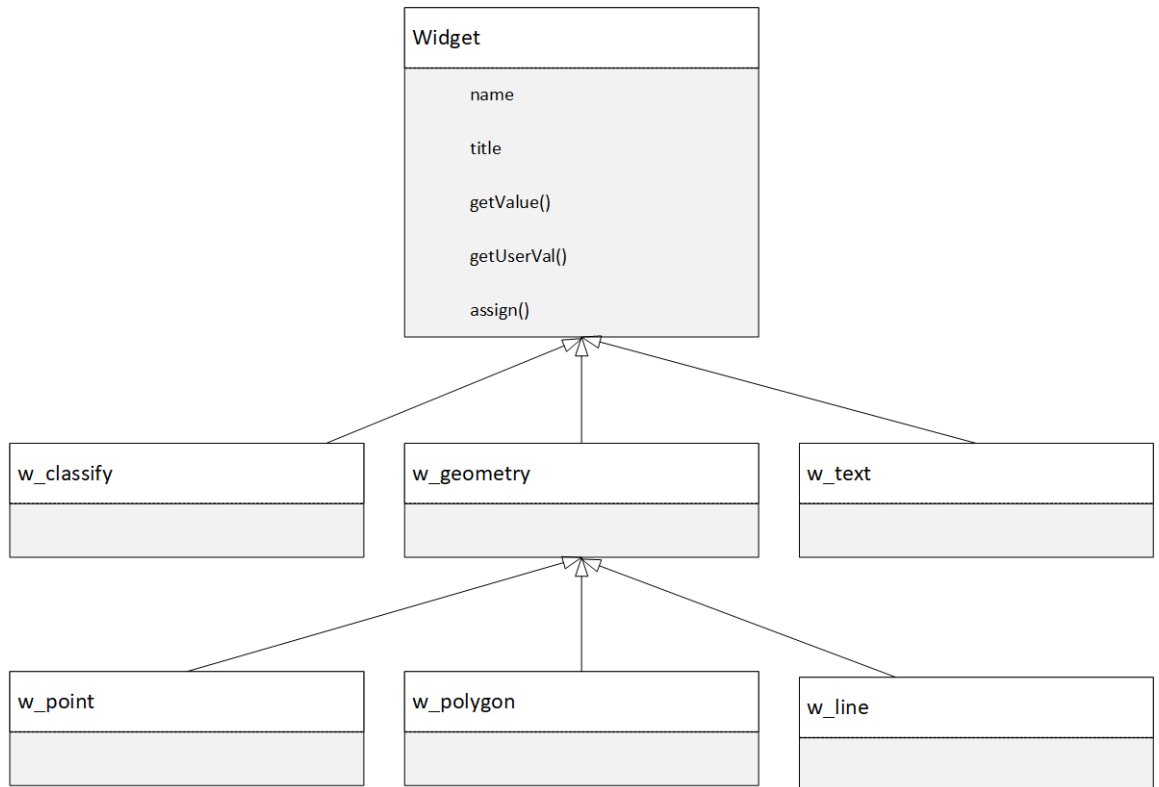 Widget
name
title
getValue()
getUserVal()
assign()
w_classify
w_geometry
w_text
w_point
w_polygon
w_line